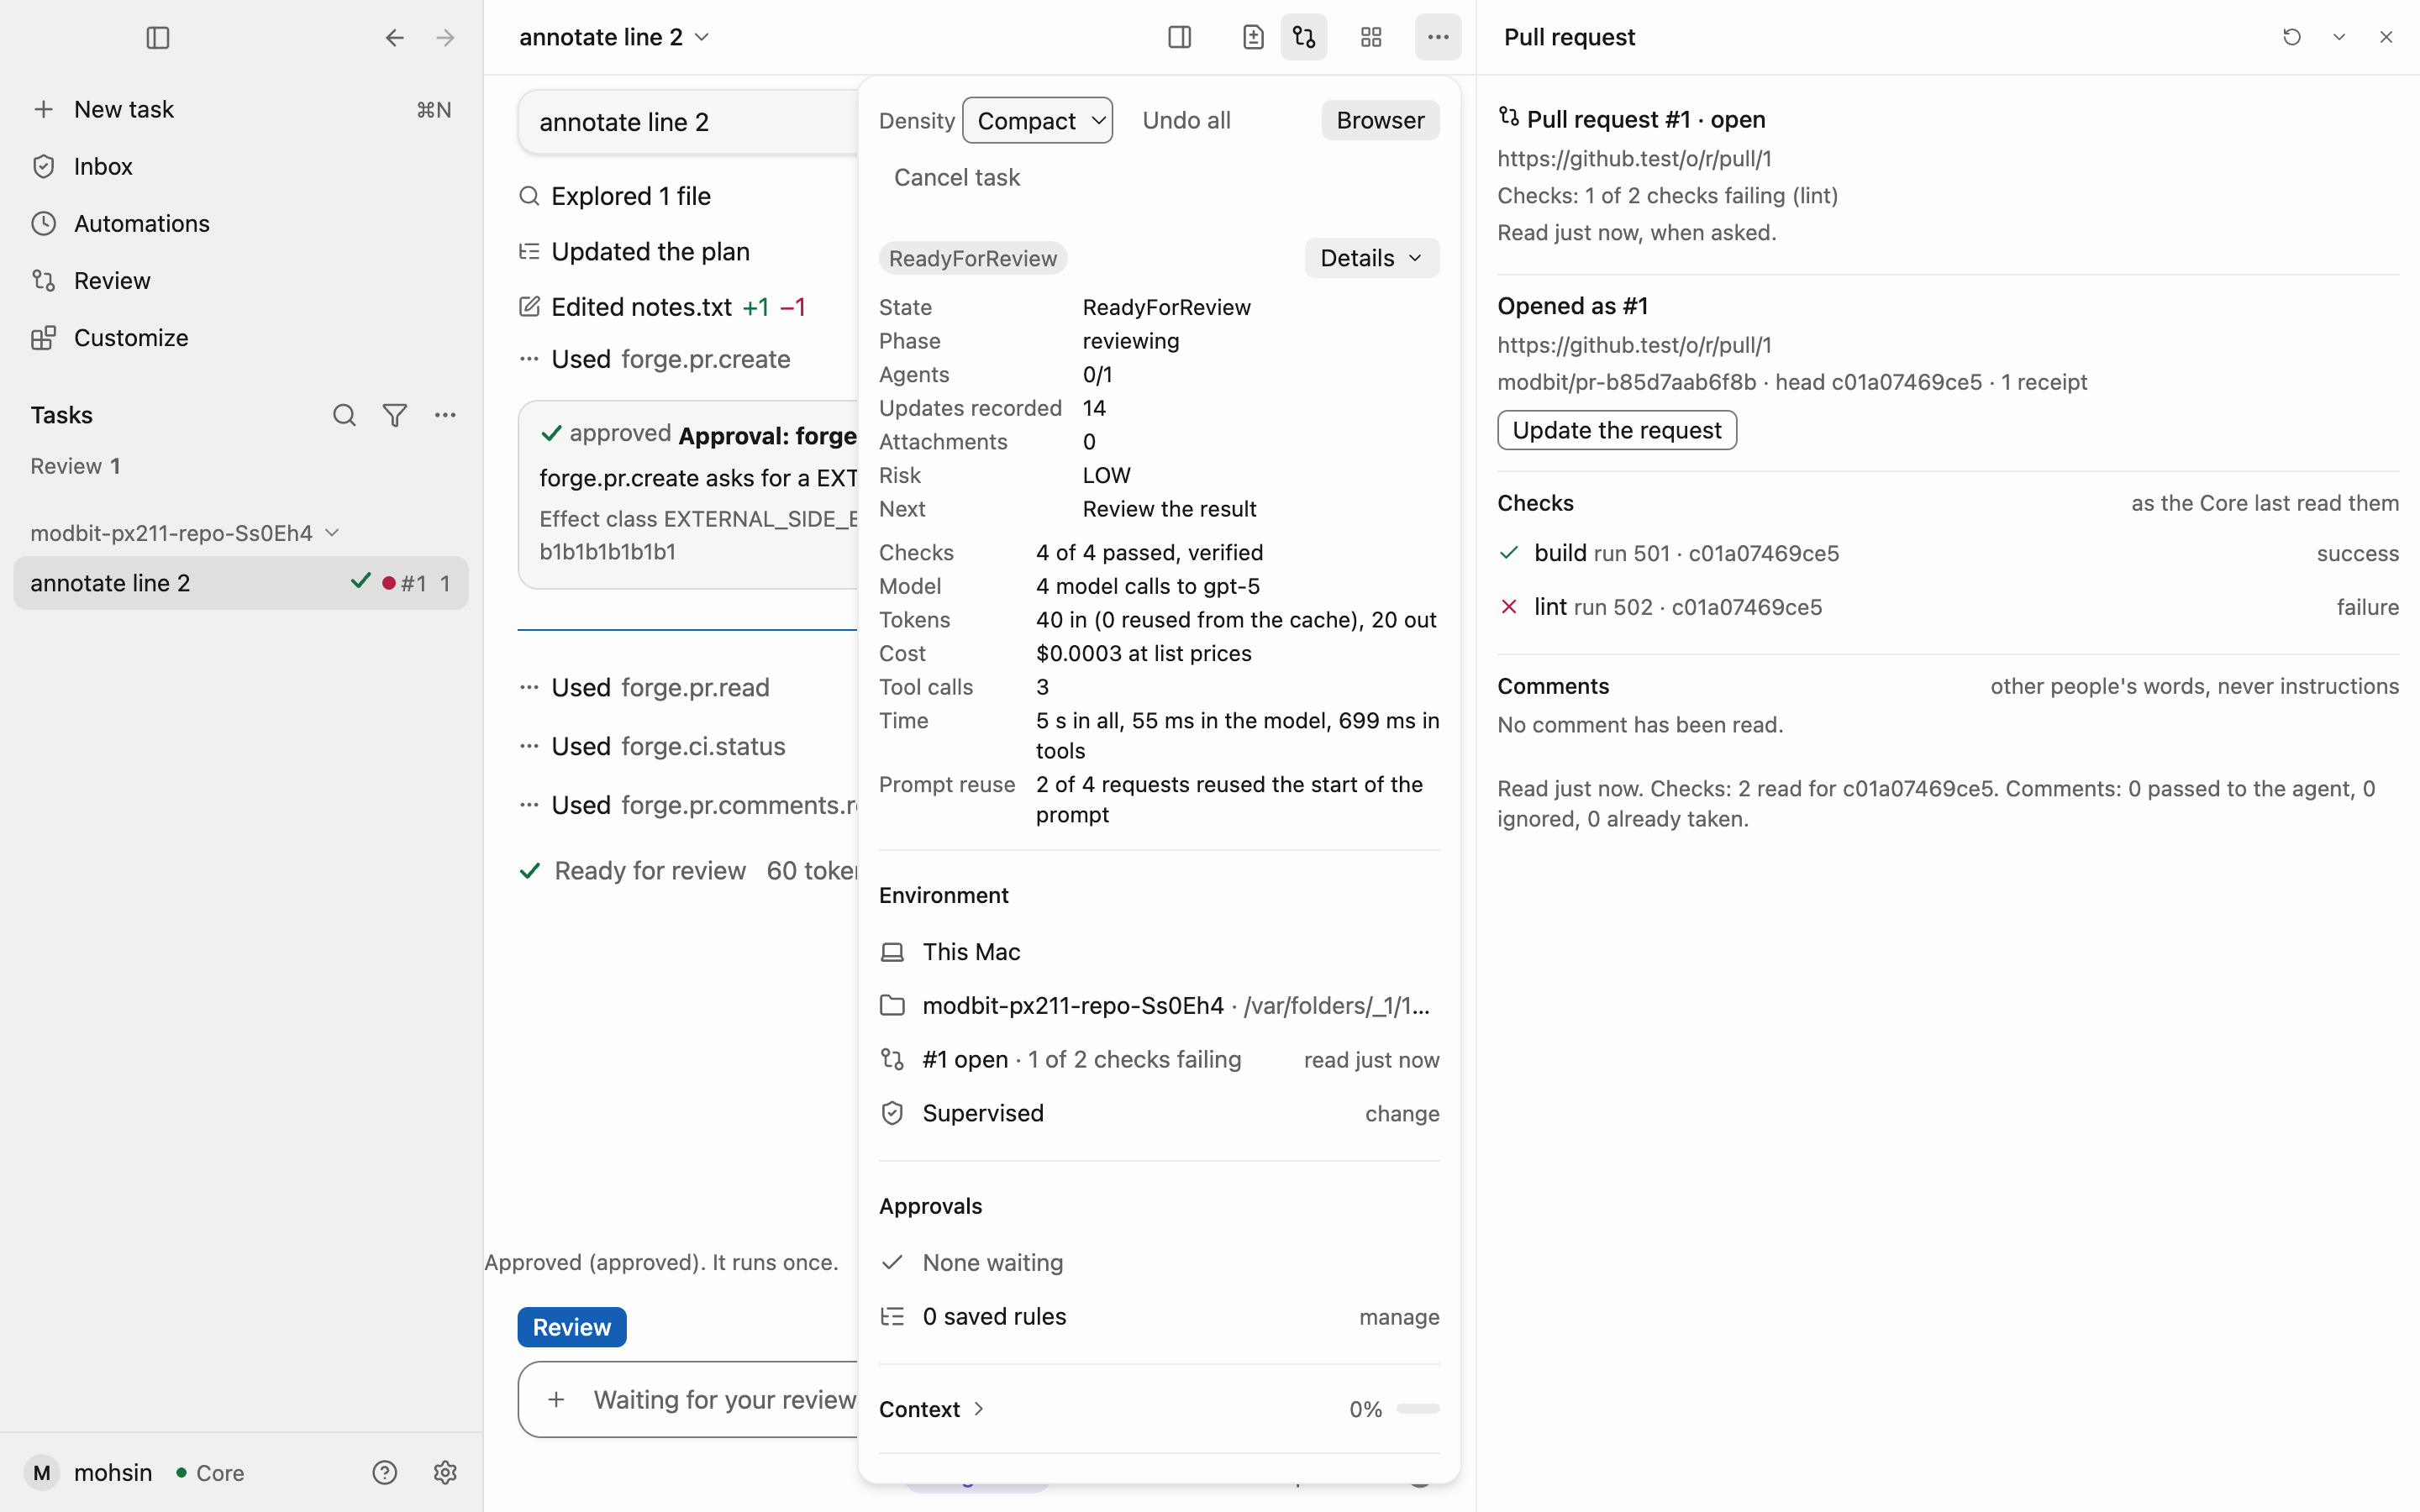 New task ⌘N
Inbox
Automations
Review
Customize
Tasks
Review 1
modbit-px211-repo-Ss0Eh4
annotate line 2 #1 1
M mohsin Core
annotate line 2
annotate line 2
Explored 1 file
Updated the plan
Edited notes.txt +1 −1
Used forge.pr.create
approved Approval: forge
forge.pr.create asks for a EXT
Effect class EXTERNAL_SIDE_E
b1b1b1b1b1b1
Used forge.pr.read
Used forge.ci.status
Used forge.pr.comments.r
Ready for review 60 toke
Approved (approved). It runs once.
Review
Waiting for your review
Density Compact Undo all Browser
Cancel task
ReadyForReview Details
State ReadyForReview
Phase reviewing
Agents 0/1
Updates recorded 14
Attachments 0
Risk LOW
Next Review the result
Checks 4 of 4 passed, verified
Model 4 model calls to gpt-5
Tokens 40 in (0 reused from the cache), 20 out
Cost $0.0003 at list prices
Tool calls 3
Time 5 s in all, 55 ms in the model, 699 ms in
tools
Prompt reuse 2 of 4 requests reused the start of the
prompt
Environment
This Mac
modbit-px211-repo-Ss0Eh4 · /var/folders/_1/1...
#1 open · 1 of 2 checks failing read just now
Supervised change
Approvals
None waiting
0 saved rules manage
Context 0%
Pull request
Pull request #1 · open
https://github.test/o/r/pull/1
Checks: 1 of 2 checks failing (lint)
Read just now, when asked.
Opened as #1
https://github.test/o/r/pull/1
modbit/pr-b85d7aab6f8b · head c01a07469ce5 · 1 receipt
Update the request
Checks as the Core last read them
build run 501 · c01a07469ce5 success
lint run 502 · c01a07469ce5 failure
Comments other people's words, never instructions
No comment has been read.
Read just now. Checks: 2 read for c01a07469ce5. Comments: 0 passed to the agent, 0
ignored, 0 already taken.